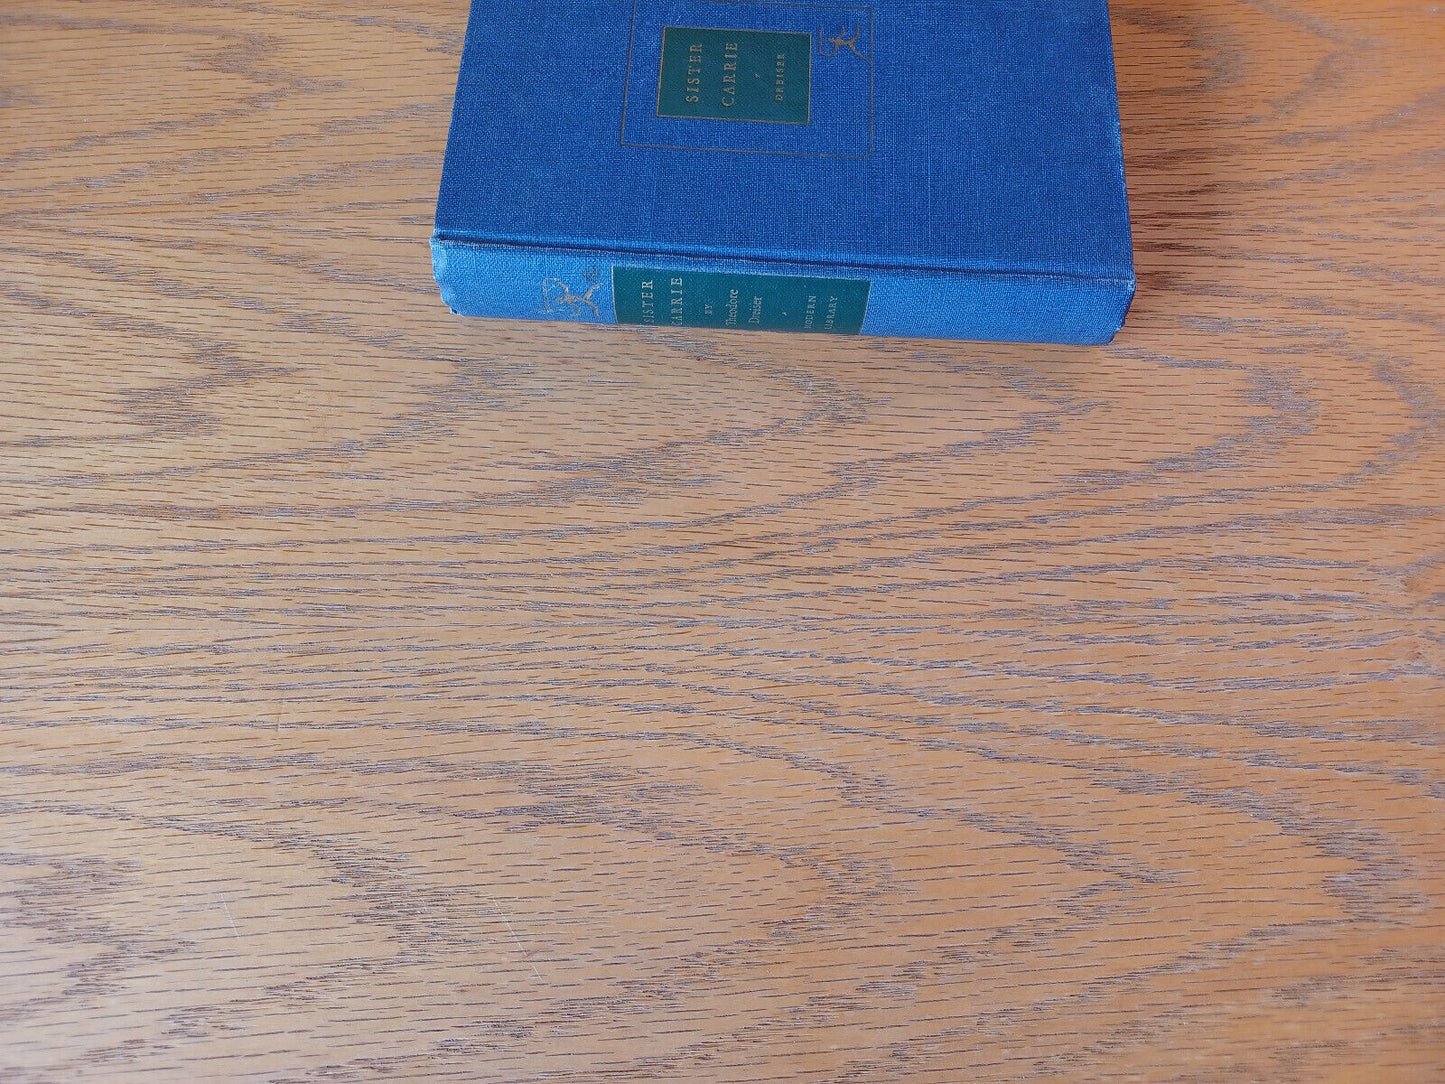 SISTER
CARRIE
DREISER
SISTER
CARRIE
BY
Theodore
Dreiser
MODERN
LIBRARY